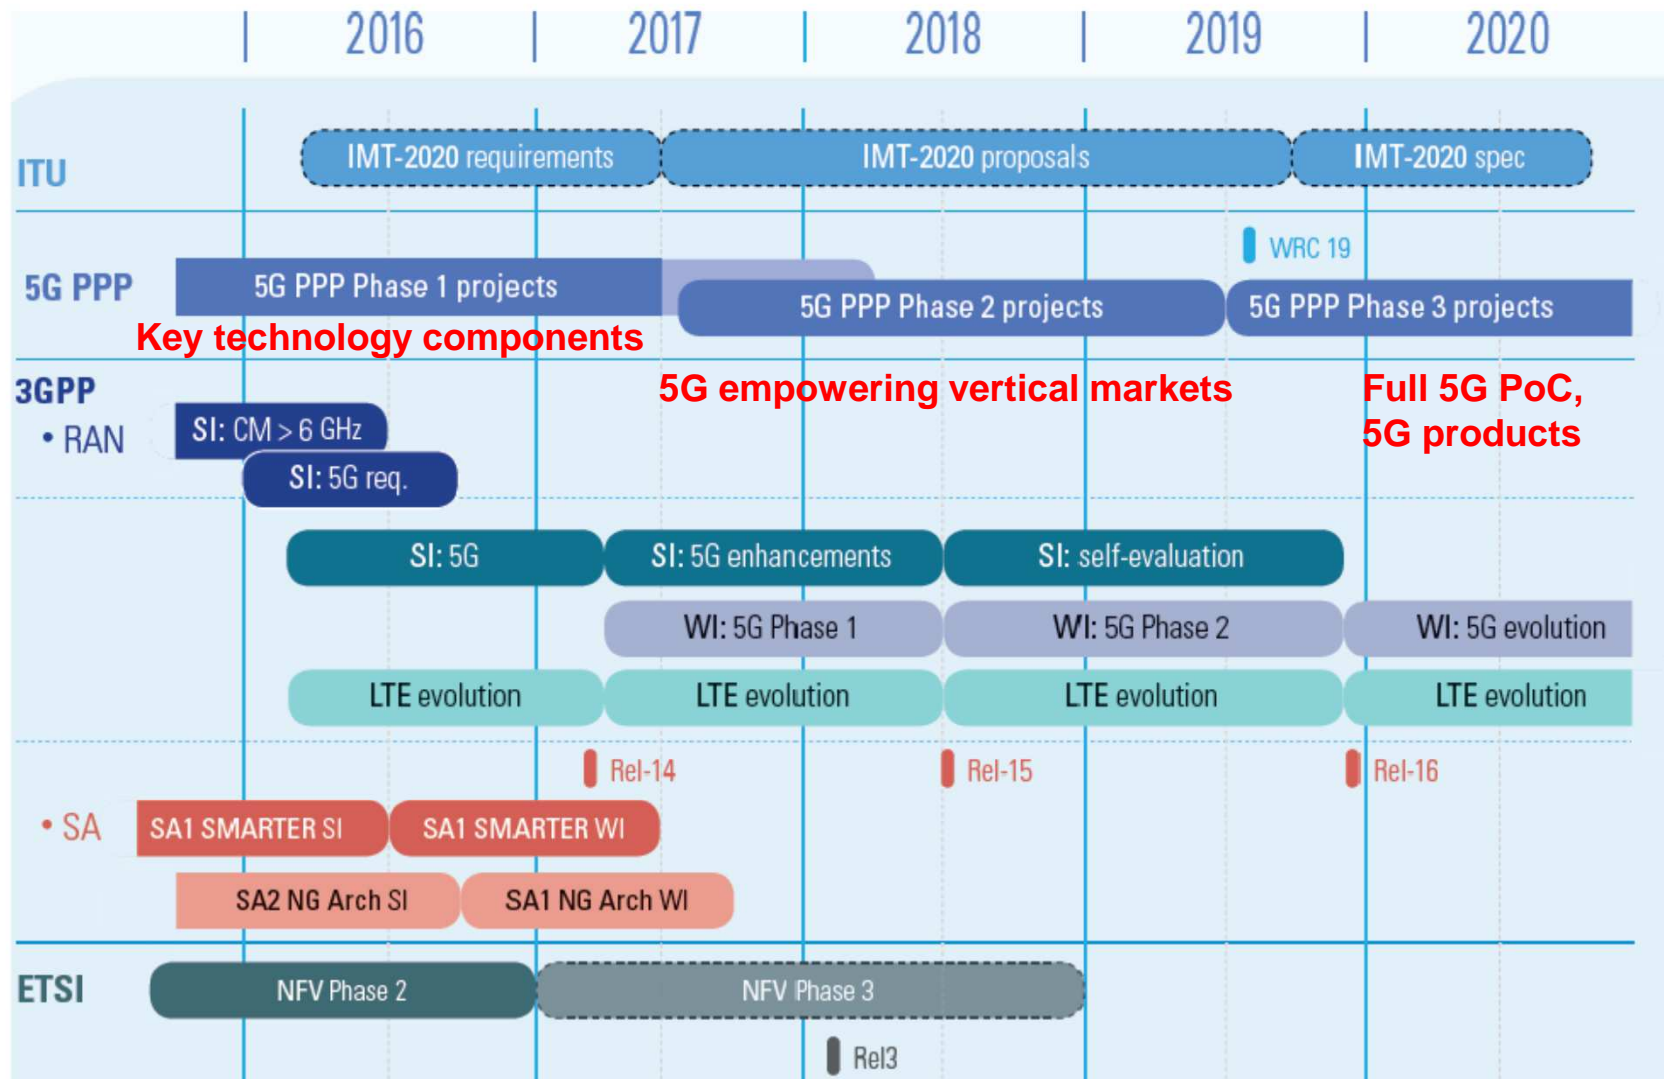 2016 2017 2018 2019 2020
ITU
IMT-2020 requirements IMT-2020 proposals IMT-2020 spec
WRC 19
5G PPP
5G PPP Phase 1 projects
5G PPP Phase 2 projects 5G PPP Phase 3 projects
Key technology components
5G empowering vertical markets
Full 5G PoC,
5G products
3GPP
• RAN
SI: CM > 6 GHz
SI: 5G req.
SI: 5G SI: 5G enhancements SI: self-evaluation
WI: 5G Phase 1 WI: 5G Phase 2 WI: 5G evolution
LTE evolution LTE evolution LTE evolution LTE evolution
Rel-14 Rel-15 Rel-16
• SA
SA1 SMARTER SI SA1 SMARTER WI
SA2 NG Arch SI SA1 NG Arch WI
ETSI
NFV Phase 2 NFV Phase 3
Rel3